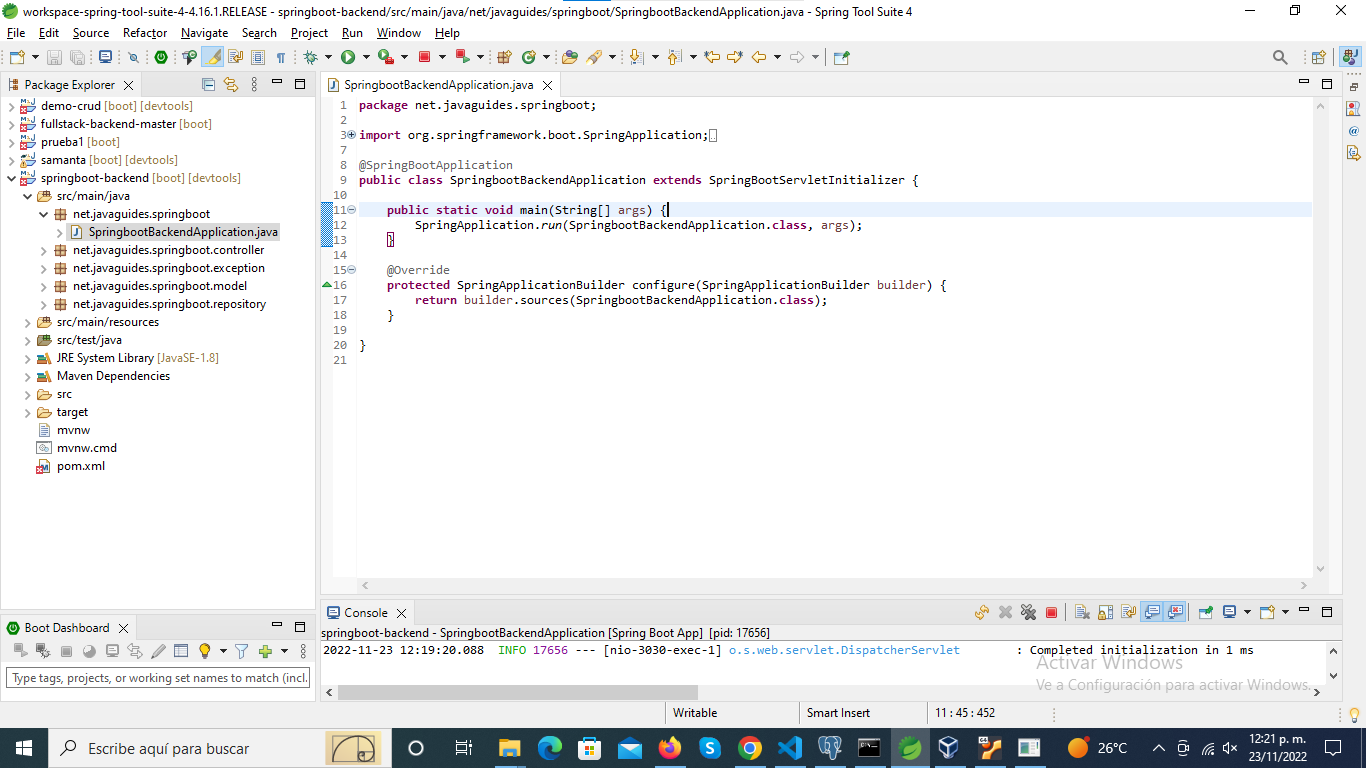 workspace-spring-tool-suite-4-4.16.1.RELEASE - springboot-backend/src/main/java/net/javaguides/springboot/SpringbootBackendApplication.java - Spring Tool Suite 4
File Edit Source Refactor Navigate Search Project Run Window Help
Package Explorer
demo-crud [boot] [devtools]
fullstack-backend-master [boot]
prueba1 [boot]
samanta [boot] [devtools]
springboot-backend [boot] [devtools]
src/main/java
net.javaguides.springboot
SpringbootBackendApplication.java
net.javaguides.springboot.controller
net.javaguides.springboot.exception
net.javaguides.springboot.model
net.javaguides.springboot.repository
src/main/resources
src/test/java
JRE System Library [JavaSE-1.8]
Maven Dependencies
src
target
mvnw
mvnw.cmd
pom.xml
SpringbootBackendApplication.java
1 package net.javaguides.springboot;
2
3 import org.springframework.boot.SpringApplication;
7
8 @SpringBootApplication
9 public class SpringbootBackendApplication extends SpringBootServletInitializer {
10
11 public static void main(String[] args) {
12 SpringApplication.run(SpringbootBackendApplication.class, args);
13 }
14
15 @Override
16 protected SpringApplicationBuilder configure(SpringApplicationBuilder builder) {
17 return builder.sources(SpringbootBackendApplication.class);
18 }
19
20 }
21
Boot Dashboard
Type tags, projects, or working set names to match (incl.
Console
springboot-backend - SpringbootBackendApplication [Spring Boot App] [pid: 17656]
2022-11-23 12:19:20.088 INFO 17656 --- [nio-3030-exec-1] o.s.web.servlet.DispatcherServlet : Completed initialization in 1 ms
Activar Windows
Ve a Configuración para activar Windows.
Writable
Smart Insert
11 : 45 : 452
Escribe aquí para buscar
26°C
12:21 p. m.
23/11/2022